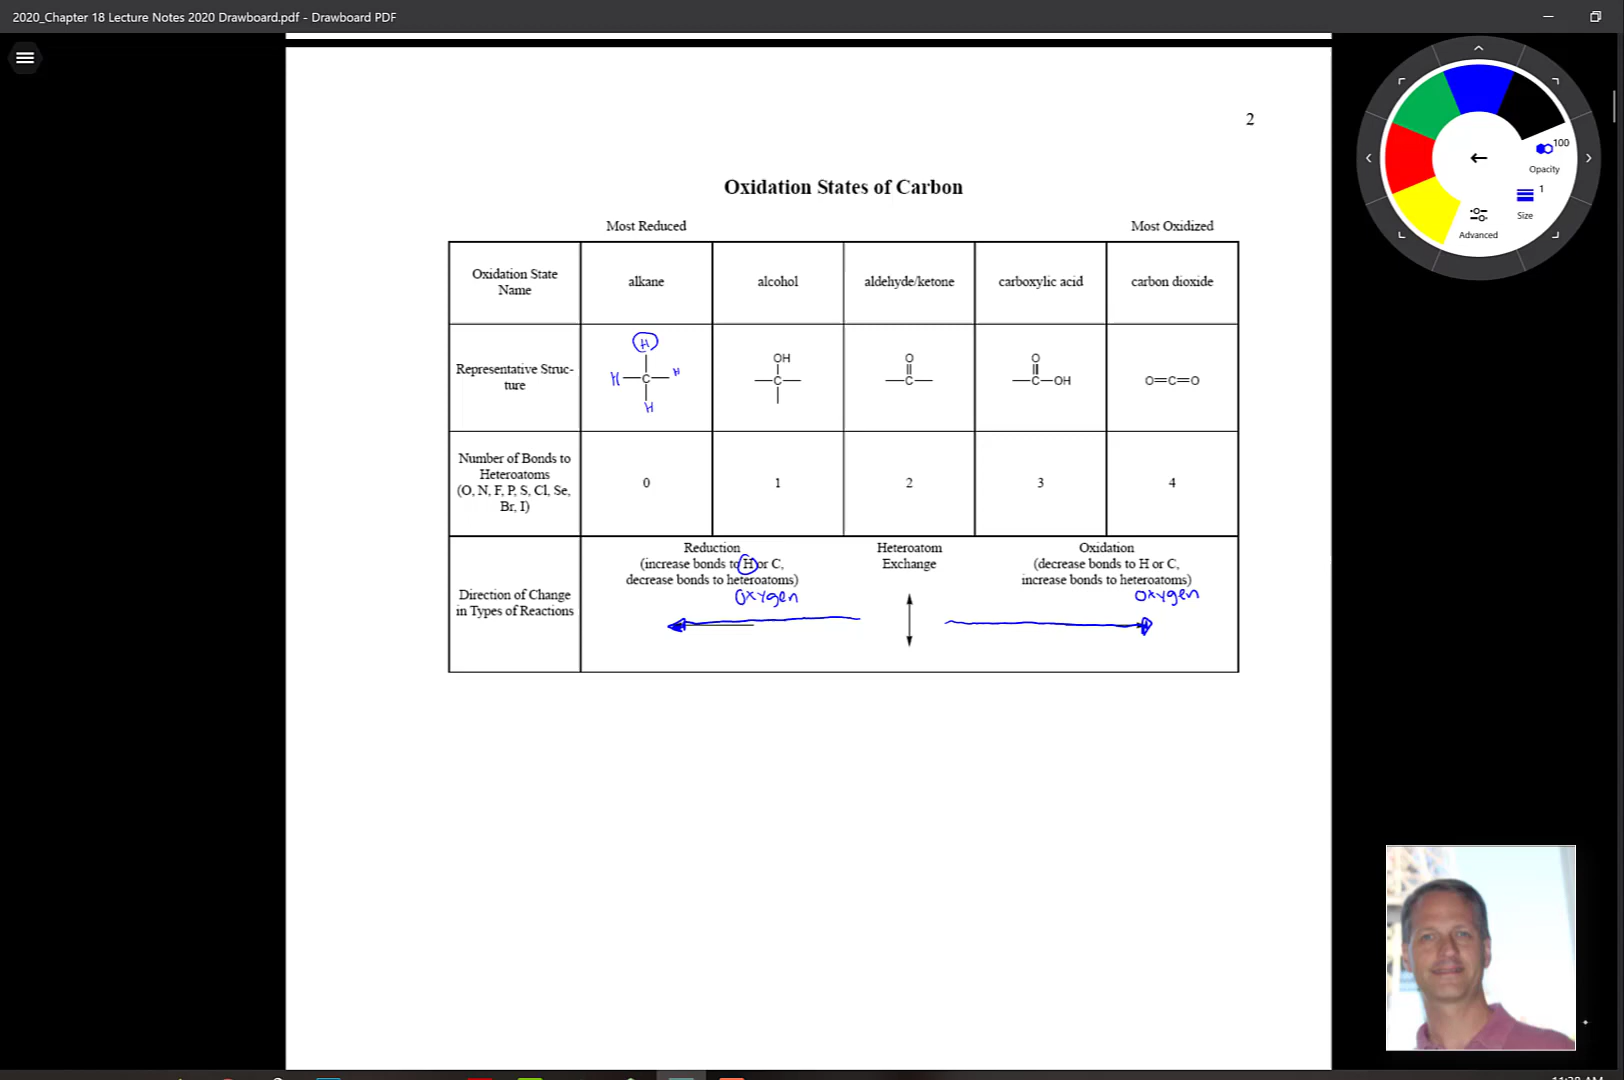 2020_Chapter 18 Lecture Notes 2020 Drawboard.pdf - Drawboard PDF
100
Opacity
1
Size
Advanced
2
Oxidation States of Carbon
Most Reduced
Most Oxidized
Oxidation State
Name
alkane
alcohol
aldehyde/ketone
carboxylic acid
carbon dioxide
Representative Struc-
ture
H
H—C— H
H
OH
C
O
C
O
C—OH
O=C=O
Number of Bonds to
Heteroatoms
(O, N, F, P, S, Cl, Se,
Br, I)
0
1
2
3
4
Direction of Change
in Types of Reactions
Reduction
(increase bonds to H or C,
decrease bonds to heteroatoms)
Oxygen
Heteroatom
Exchange
Oxidation
(decrease bonds to H or C,
increase bonds to heteroatoms)
Oxygen